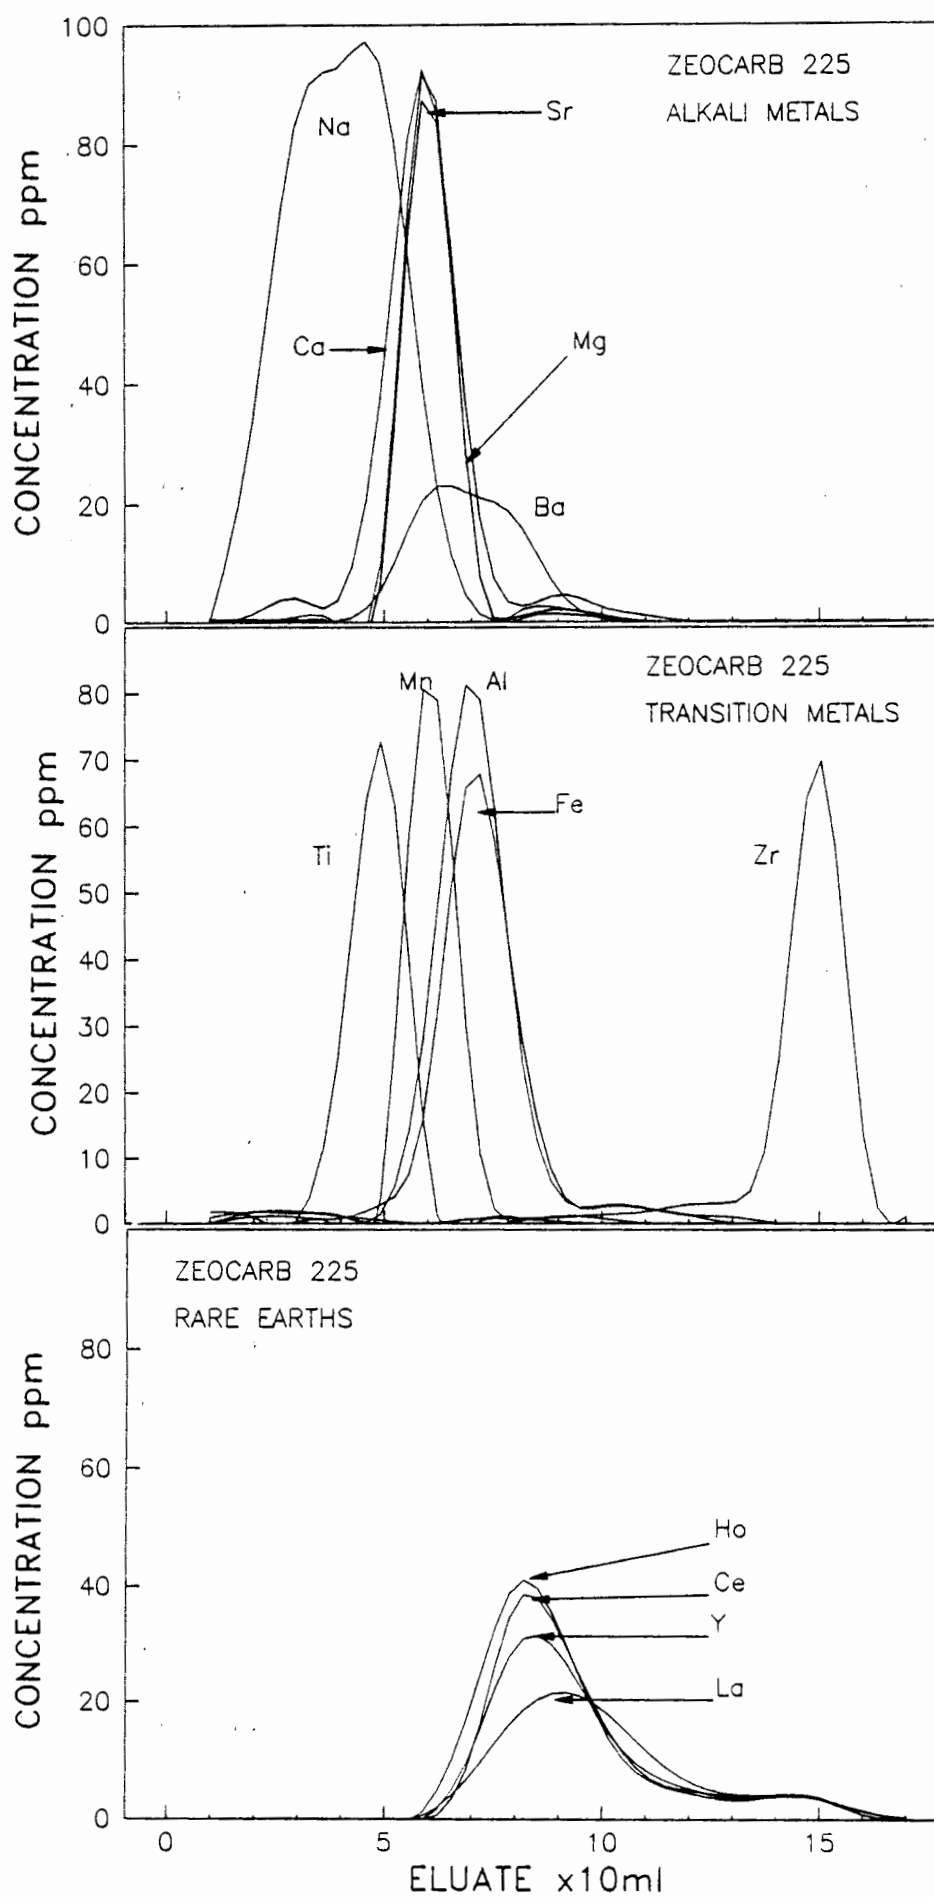 100
80
60
40
20
0
CONCENTRATION ppm
ZEOCARB 225
ALKALI METALS
Na
Sr
Ca
Mg
Ba
80
70
60
50
40
30
20
10
0
CONCENTRATION ppm
ZEOCARB 225
TRANSITION METALS
Mn
Al
Fe
Ti
Zr
80
60
40
20
0
CONCENTRATION ppm
ZEOCARB 225
RARE EARTHS
Ho
Ce
Y
La
0
5
10
15
ELUATE x10ml